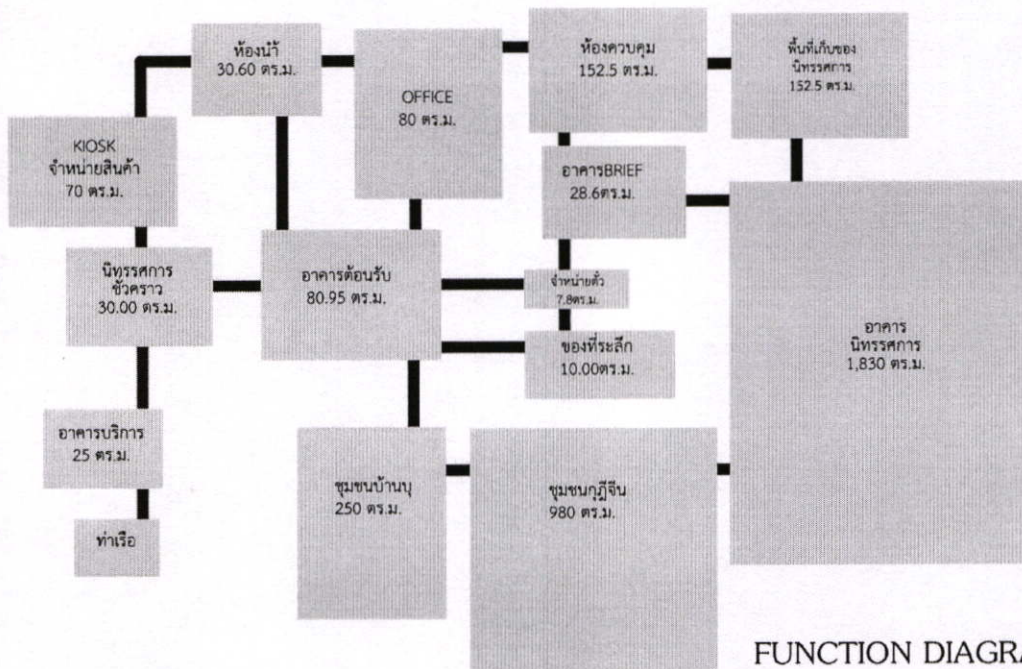 ห้องน้ำ
30.60 ตร.ม.
OFFICE
80 ตร.ม.
ห้องควบคุม
152.5 ตร.ม.
พื้นที่เก็บของ
นิทรรศการ
152.5 ตร.ม.
KIOSK
จำหน่ายสินค้า
70 ตร.ม.
อาคารBRIEF
28.6ตร.ม.
นิทรรศการ
ชั่วคราว
30.00 ตร.ม.
อาคารต้อนรับ
80.95 ตร.ม.
จำหน่ายตั๋ว
7.8ตร.ม.
ของที่ระลึก
10.00ตร.ม.
อาคาร
นิทรรศการ
1,830 ตร.ม.
อาคารบริการ
25 ตร.ม.
ท่าเรือ
ชุมชนบ้านบุ
250 ตร.ม.
ชุมชนกุฎีจีน
980 ตร.ม.
FUNCTION DIAGRA